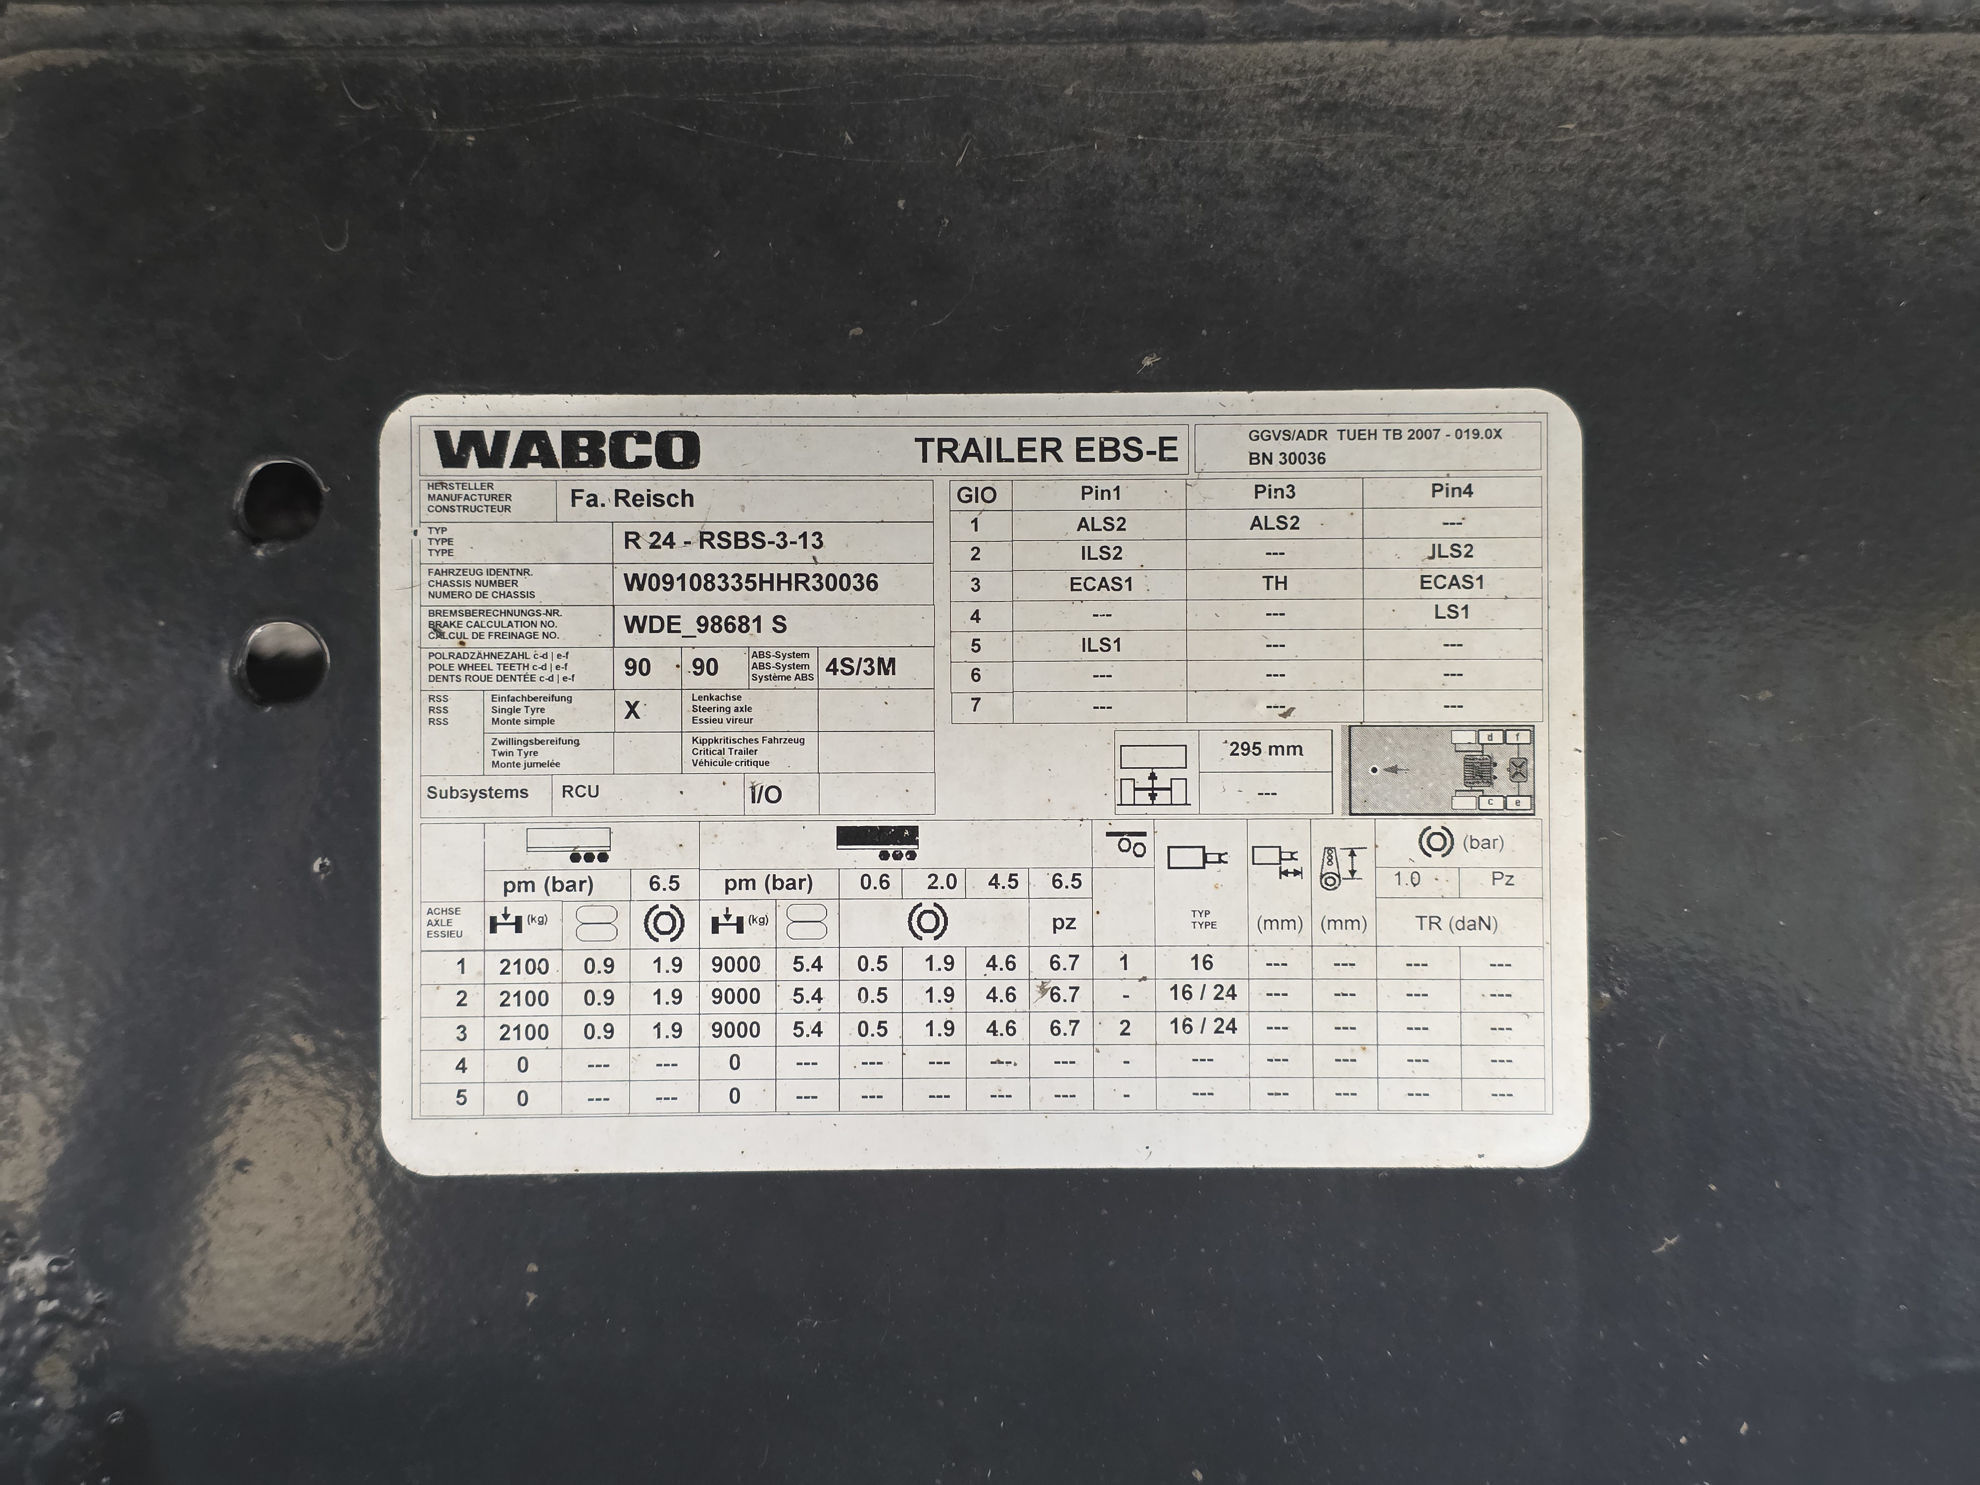 WABCO TRAILER EBS-E
GGVS/ADR TUEH TB 2007 - 019.0X
BN 30036
HERSTELLER
MANUFACTURER
CONSTRUCTEUR
Fa. Reisch
TYP
TYPE
TYPE
R 24 - RSBS-3-13
FAHRZEUG IDENTNR.
CHASSIS NUMBER
NUMERO DE CHASSIS
W09108335HHR30036
BREMSBERECHNUNGS-NR.
BRAKE CALCULATION NO.
CALCUL DE FREINAGE NO.
WDE_98681 S
POLRADZÄHNEZAHL c-d | e-f
POLE WHEEL TEETH c-d | e-f
DENTS ROUE DENTÉE c-d | e-f
90 90
ABS-System
ABS-System
Système ABS
4S/3M
RSS
RSS
RSS
Einfachbereifung
Single Tyre
Monte simple
X
Lenkachse
Steering axle
Essieu vireur
Zwillingsbereifung
Twin Tyre
Monte jumelée
Kippkritisches Fahrzeug
Critical Trailer
Véhicule critique
Subsystems RCU I/O
GIO Pin1 Pin3 Pin4
1 ALS2 ALS2 ---
2 ILS2 --- JLS2
3 ECAS1 TH ECAS1
4 --- --- LS1
5 ILS1 --- ---
6 --- --- ---
7 --- --- ---
295 mm
---
d f
c e
(bar)
pm (bar) 6.5 pm (bar) 0.6 2.0 4.5 6.5 1.0 Pz
ACHSE
AXLE
ESSIEU
(kg) (kg) pz
TYP
TYPE
(mm) (mm) TR (daN)
1 2100 0.9 1.9 9000 5.4 0.5 1.9 4.6 6.7 1 16 --- --- --- ---
2 2100 0.9 1.9 9000 5.4 0.5 1.9 4.6 6.7 - 16 / 24 --- --- --- ---
3 2100 0.9 1.9 9000 5.4 0.5 1.9 4.6 6.7 2 16 / 24 --- --- --- ---
4 0 --- --- 0 --- --- --- --- --- - --- --- --- --- ---
5 0 --- --- 0 --- --- --- --- --- - --- --- --- --- ---